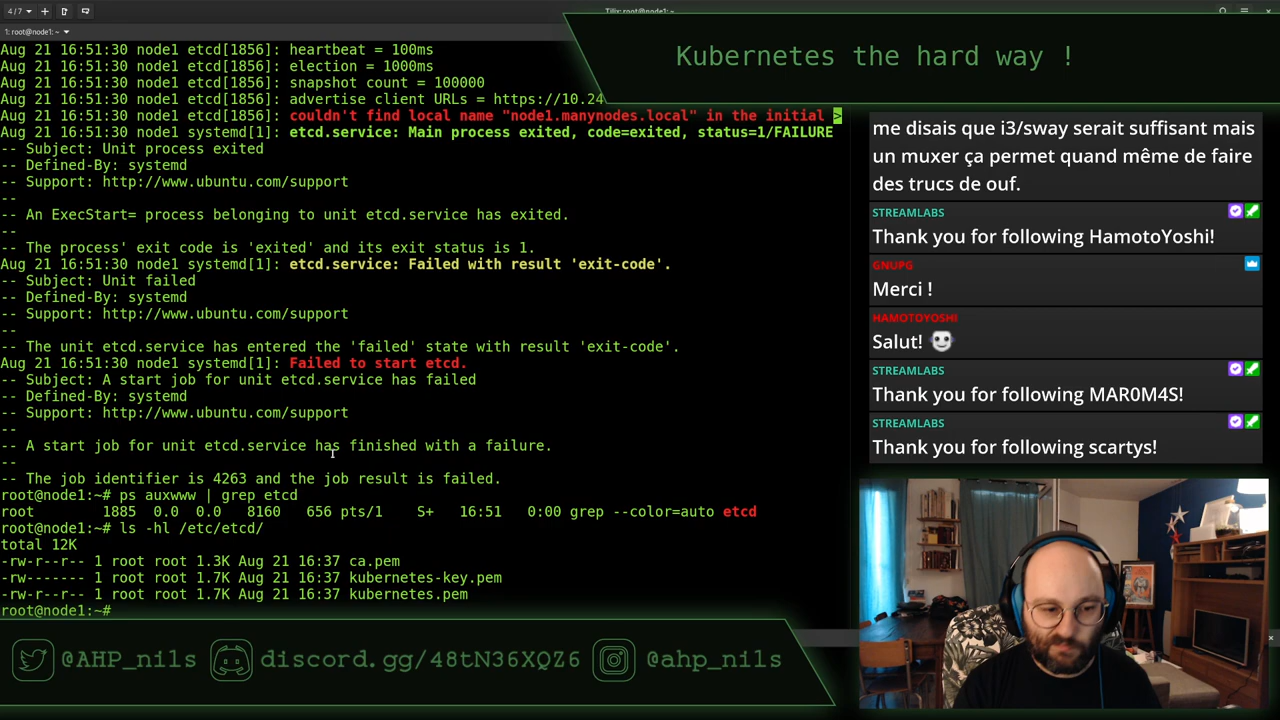 4/7
Tilix: root@node1: ~
1: root@node1: ~
Aug 21 16:51:30 node1 etcd[1856]: heartbeat = 100ms
Aug 21 16:51:30 node1 etcd[1856]: election = 1000ms
Aug 21 16:51:30 node1 etcd[1856]: snapshot count = 100000
Aug 21 16:51:30 node1 etcd[1856]: advertise client URLs = https://10.24
Aug 21 16:51:30 node1 etcd[1856]: couldn't find local name "node1.manynodes.local" in the initial >
Aug 21 16:51:30 node1 systemd[1]: etcd.service: Main process exited, code=exited, status=1/FAILURE
-- Subject: Unit process exited
-- Defined-By: systemd
-- Support: http://www.ubuntu.com/support
--
-- An ExecStart= process belonging to unit etcd.service has exited.
--
-- The process' exit code is 'exited' and its exit status is 1.
Aug 21 16:51:30 node1 systemd[1]: etcd.service: Failed with result 'exit-code'.
-- Subject: Unit failed
-- Defined-By: systemd
-- Support: http://www.ubuntu.com/support
--
-- The unit etcd.service has entered the 'failed' state with result 'exit-code'.
Aug 21 16:51:30 node1 systemd[1]: Failed to start etcd.
-- Subject: A start job for unit etcd.service has failed
-- Defined-By: systemd
-- Support: http://www.ubuntu.com/support
--
-- A start job for unit etcd.service has finished with a failure.
--
-- The job identifier is 4263 and the job result is failed.
root@node1:~# ps auxwww | grep etcd
root        1885  0.0  0.0   8160   656 pts/1    S+   16:51   0:00 grep --color=auto etcd
root@node1:~# ls -hl /etc/etcd/
total 12K
-rw-r--r-- 1 root root 1.3K Aug 21 16:37 ca.pem
-rw------- 1 root root 1.7K Aug 21 16:37 kubernetes-key.pem
-rw-r--r-- 1 root root 1.7K Aug 21 16:37 kubernetes.pem
root@node1:~#
Kubernetes the hard way !
me disais que i3/sway serait suffisant mais
un muxer ça permet quand même de faire
des trucs de ouf.
STREAMLABS
Thank you for following HamotoYoshi!
GNUPG
Merci !
HAMOTOYOSHI
Salut!
STREAMLABS
Thank you for following MAR0M4S!
STREAMLABS
Thank you for following scartys!
@AHP_nils
discord.gg/48tN36XQZ6
@ahp_nils